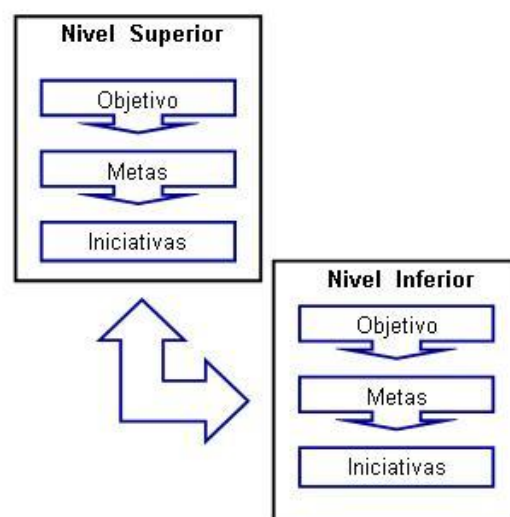 Nivel Superior
Objetivo
Metas
Iniciativas
Nivel Inferior
Objetivo
Metas
Iniciativas